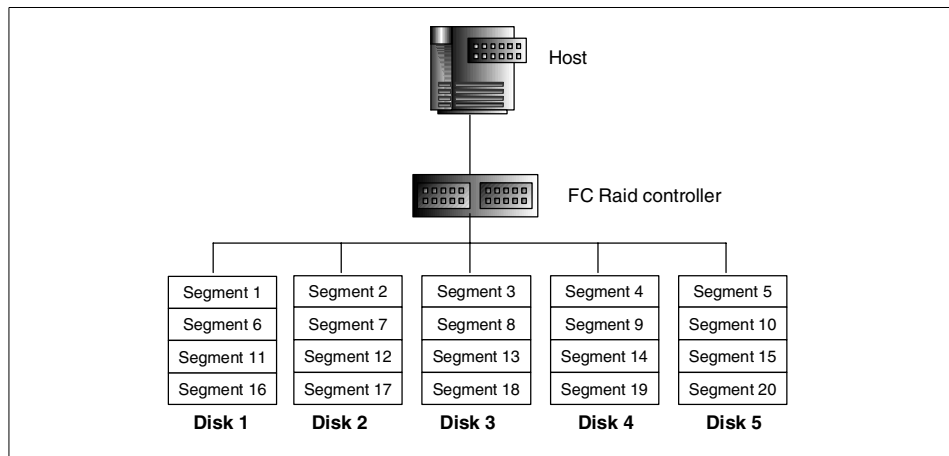 Host
FC Raid controller
Segment 1 Segment 2 Segment 3 Segment 4 Segment 5
Segment 6 Segment 7 Segment 8 Segment 9 Segment 10
Segment 11 Segment 12 Segment 13 Segment 14 Segment 15
Segment 16 Segment 17 Segment 18 Segment 19 Segment 20
Disk 1 Disk 2 Disk 3 Disk 4 Disk 5